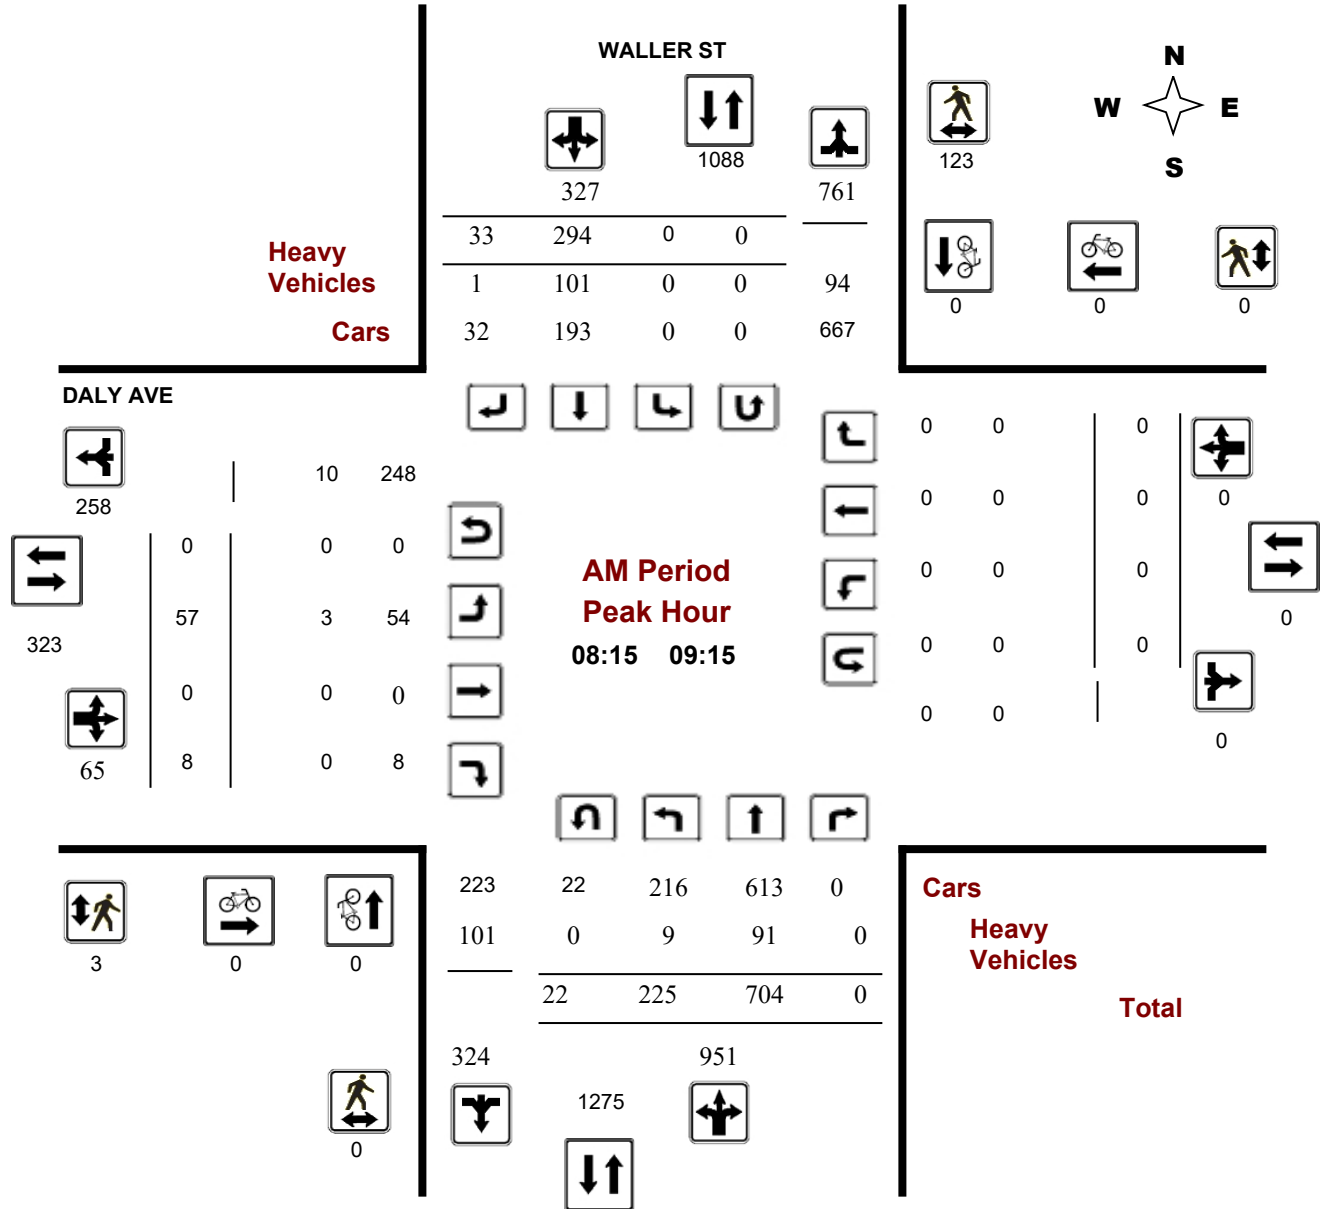 WALLER ST
N
W E
S
1088
123
327 761
33 294 0 0
Heavy
Vehicles 1 101 0 0 94
0 0 0
Cars 32 193 0 0 667
DALY AVE
0 0 0
10 248
258
0 0 0 0
0 0 0
AM Period
0 0 0
Peak Hour
57 3 54
0
323
08:15 09:15
0 0 0
0 0 0
0 0
0
65 8 0 8
223 22 216 613 0 Cars
101 0 9 91 0 Heavy
Vehicles
3 0 0
22 225 704 0
Total
324 951
1275
0